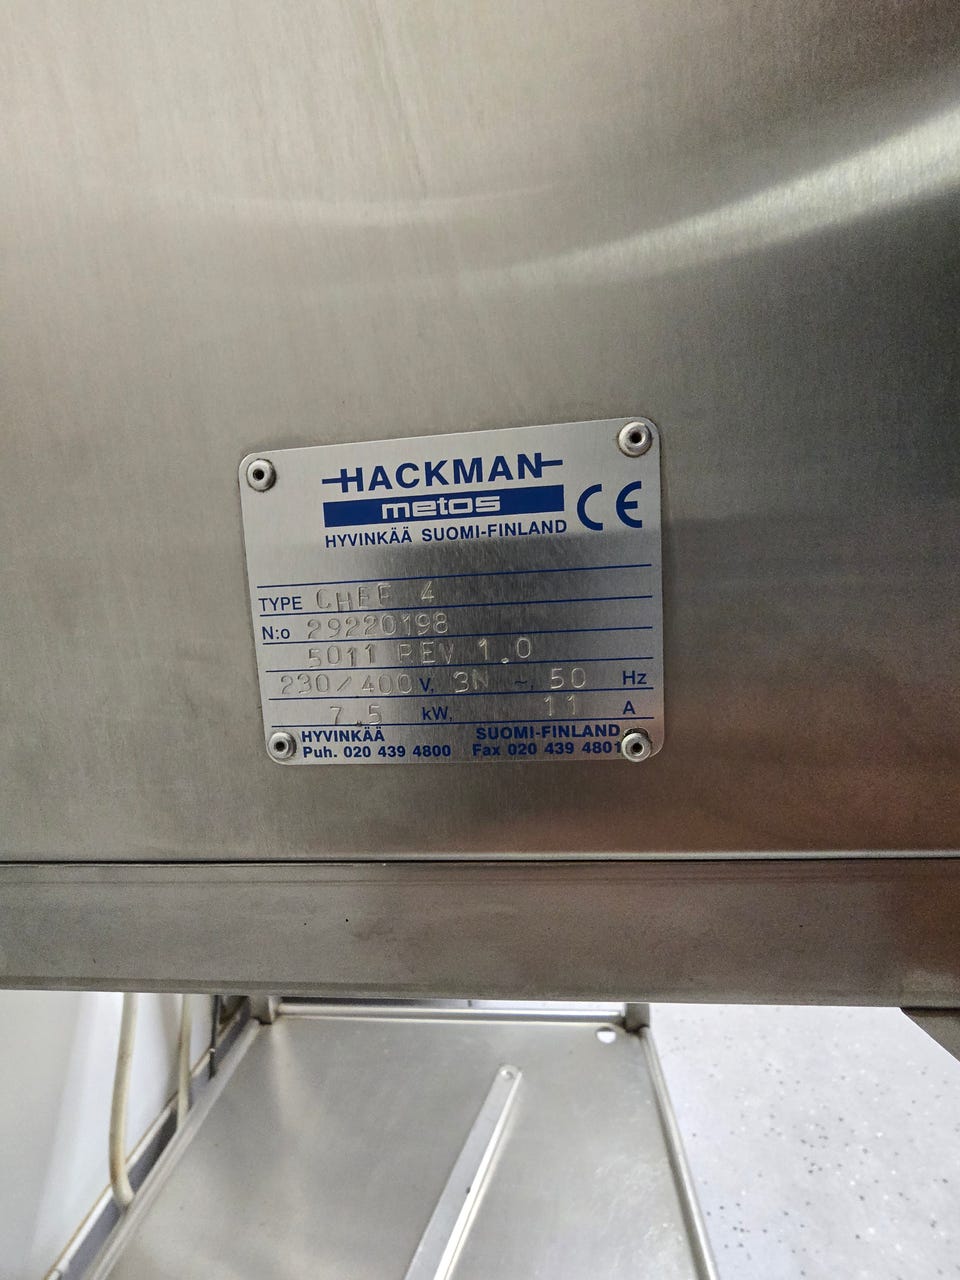 HACKMAN
metos
CE
HYVINKÄÄ SUOMI-FINLAND
TYPE CHEF 4
N:o 29220198
5011 REV 1.0
230/400 V, 3N ~, 50 Hz
7.5 kW, 11 A
HYVINKÄÄ SUOMI-FINLAND
Puh. 020 439 4800 Fax 020 439 4801